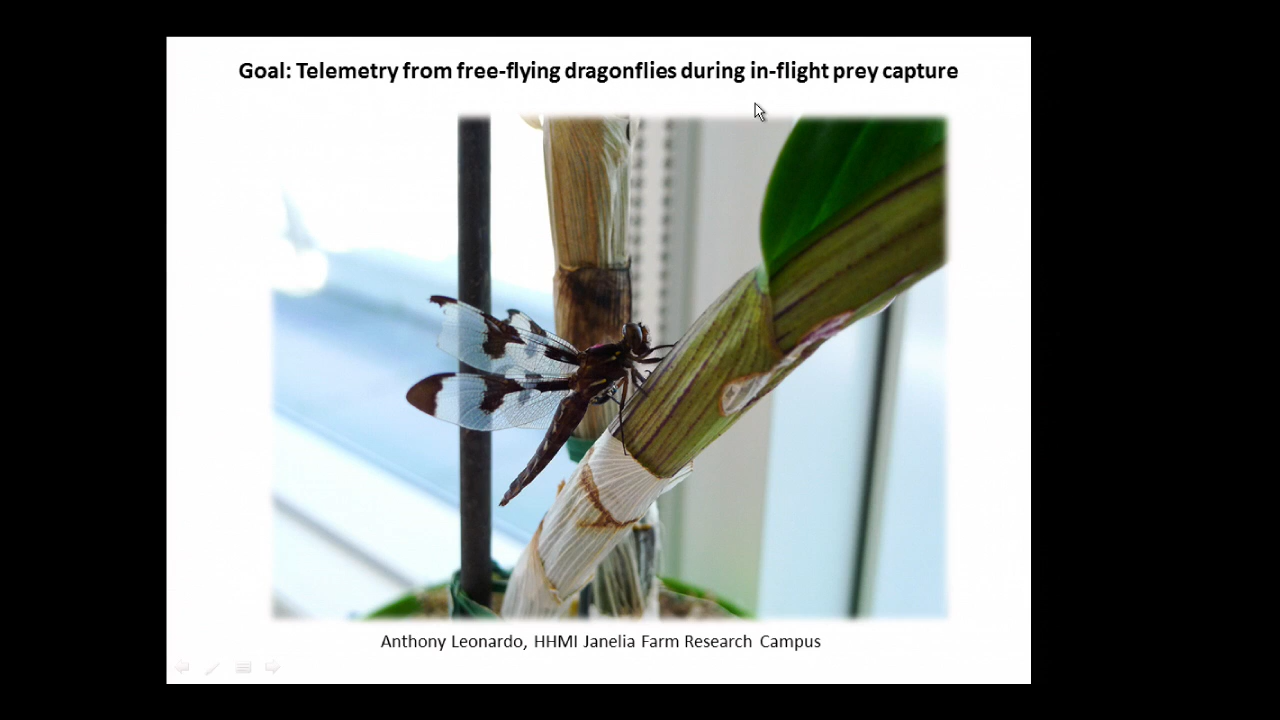 Goal: Telemetry from free-flying dragonflies during in-flight prey capture
Anthony Leonardo, HHMI Janelia Farm Research Campus